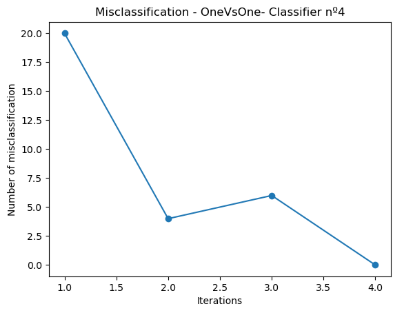 Misclassification - OneVsOne- Classifier nº4
20.0
17.5
15.0
12.5
10.0
7.5
5.0
2.5
0.0
Number of misclassification
1.0 1.5 2.0 2.5 3.0 3.5 4.0
Iterations